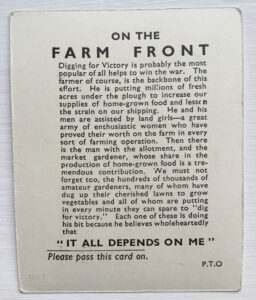 ON THE
FARM FRONT
Digging for Victory is probably the most
popular of all helps to win the war. The
farmer of course, is the backbone of this
effort. He is putting millions of fresh
acres under the plough to increase our
supplies of home-grown food and lessen
the strain on our shipping. He and his
men are assisted by land girls—a great
army of enthusiastic women who have
proved their worth on the farm in every
sort of farming operation. Then there
is the man with the allotment, and the
market gardener, whose share in the
production of home-grown food is a tre-
mendous contribution. We must not
forget too, the hundreds of thousands of
amateur gardeners, many of whom have
dug up their cherished lawns to grow
vegetables and all of whom are putting
in every minute they can spare to "dig
for victory." Each one of these is doing
his bit because he believes wholeheartedly
that
"IT ALL DEPENDS ON ME"
Please pass this card on.
P.T.O